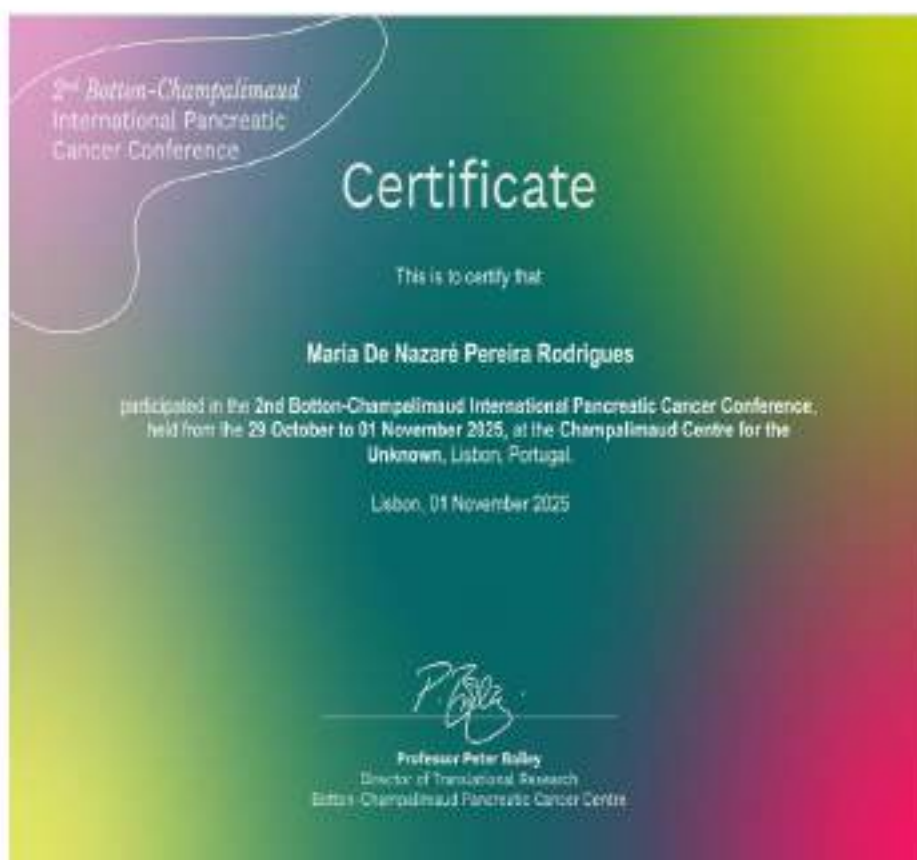 2nd Botton-Champalimaud
International Pancreatic
Cancer Conference
Certificate
This is to certify that
Maria De Nazaré Pereira Rodrigues
participated in the 2nd Botton-Champalimaud International Pancreatic Cancer Conference,
held from the 29 October to 01 November 2025, at the Champalimaud Centre for the
Unknown, Lisbon, Portugal.
Lisbon, 01 November 2025
Professor Peter Bailey
Director of Translational Research
Botton-Champalimaud Pancreatic Cancer Centre